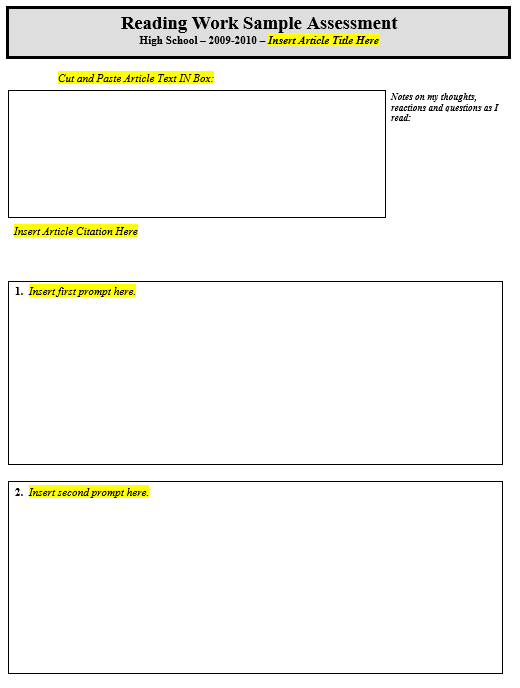 Reading Work Sample Assessment
High School – 2009-2010 – Insert Article Title Here
Cut and Paste Article Text IN Box:
Notes on my thoughts,
reactions and questions as I
read:
Insert Article Citation Here
1. Insert first prompt here.
2. Insert second prompt here.